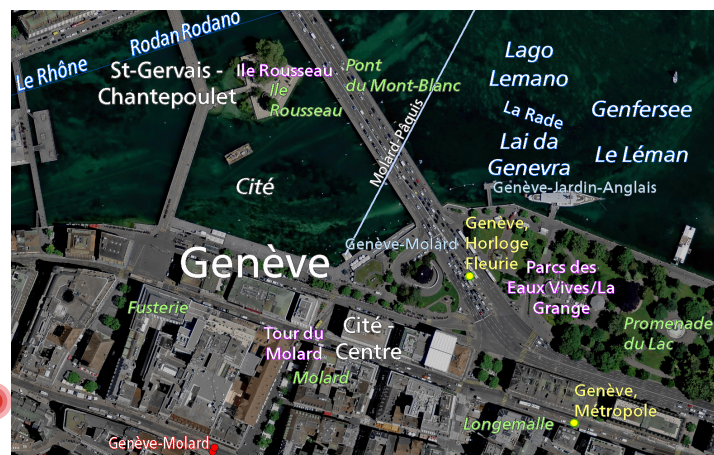 Le Rhône
Rodan Rodano
St-Gervais -
Chantepoulet
Ile Rousseau
Ile
Rousseau
Pont
du Mont-Blanc
Molard-Pâquis
Lago
Lemano
La Rade
Genfersee
Lai da
Genevra
Le Léman
Genève-Jardin-Anglais
Cité
Genève-Molard
Genève,
Horloge
Fleurie
Genève
Parcs des
Eaux Vives/La
Grange
Fusterie
Tour du
Molard
Cité -
Centre
Promenade
du Lac
Molard
Genève,
Métropole
Longemalle
Genève-Molard